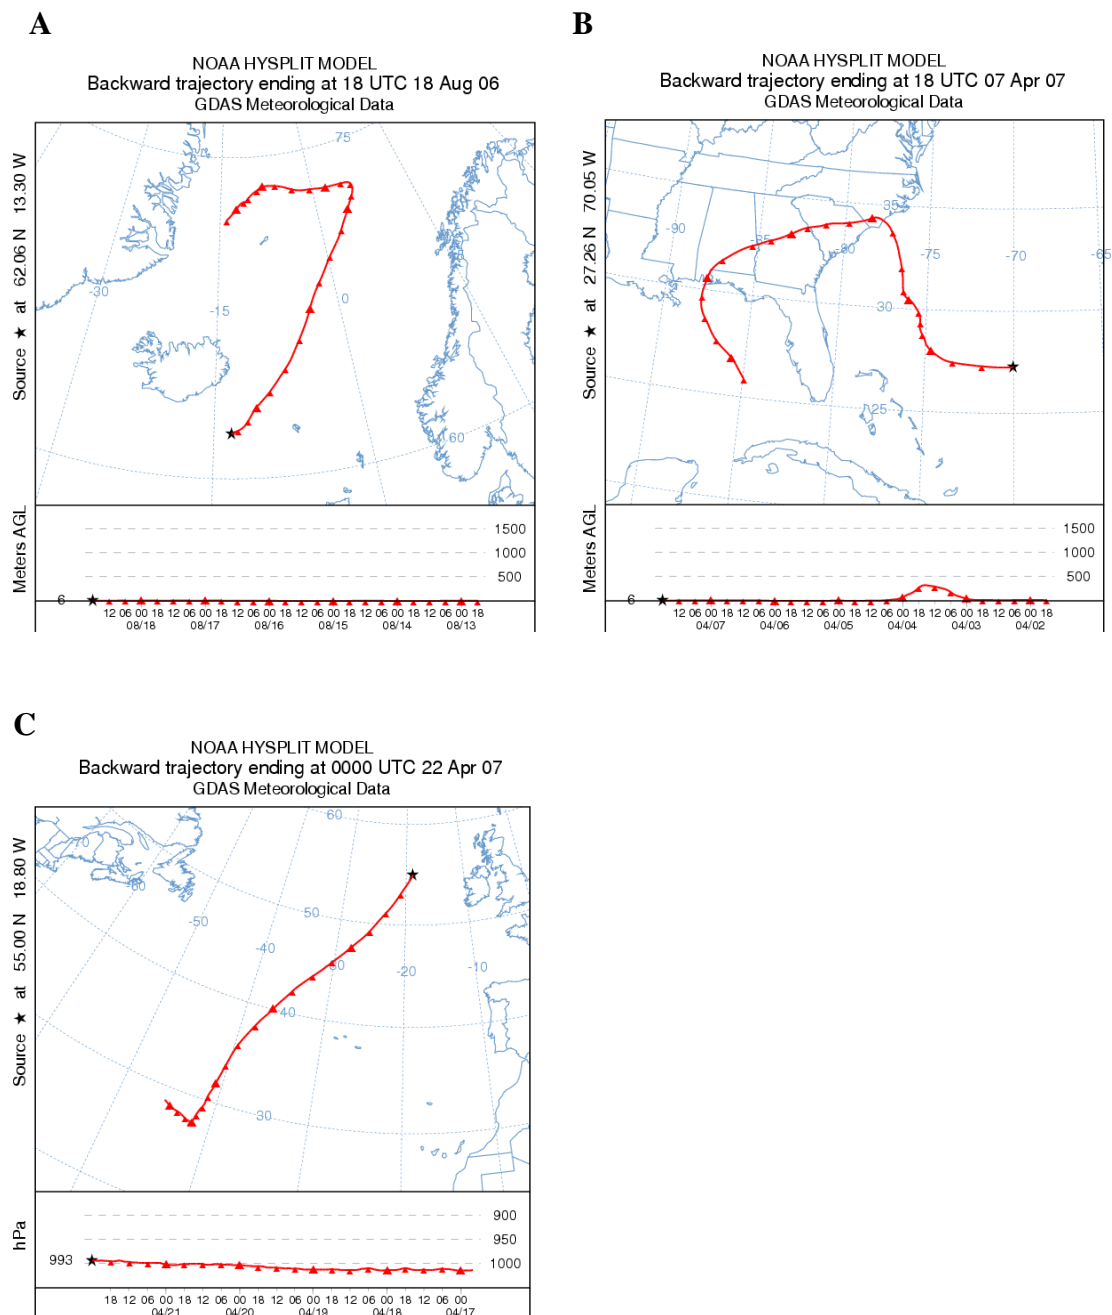 A
NOAA HYSPLIT MODEL
Backward trajectory ending at 18 UTC 18 Aug 06
GDAS Meteorological Data
Source ★ at 62.06 N 13.30 W
75
-30
-15
0
60
Meters AGL
1500
1000
500
6
12 06 00 18 12 06 00 18 12 06 00 18 12 06 00 18 12 06 00 18 12 06 00 18
08/18 08/17 08/16 08/15 08/14 08/13
B
NOAA HYSPLIT MODEL
Backward trajectory ending at 18 UTC 07 Apr 07
GDAS Meteorological Data
Source ★ at 27.26 N 70.05 W
35
-90
-85
-80
-75
-70
-65
30
25
Meters AGL
1500
1000
500
6
12 06 00 18 12 06 00 18 12 06 00 18 12 06 00 18 12 06 00 18 12 06 00 18
04/07 04/06 04/05 04/04 04/03 04/02
C
NOAA HYSPLIT MODEL
Backward trajectory ending at 0000 UTC 22 Apr 07
GDAS Meteorological Data
Source ★ at 55.00 N 18.80 W
60
-60
-50
50
-40
-30
-20
-10
40
30
hPa
900
950
993
1000
18 12 06 00 18 12 06 00 18 12 06 00 18 12 06 00 18 12 06 00
04/21 04/20 04/19 04/18 04/17